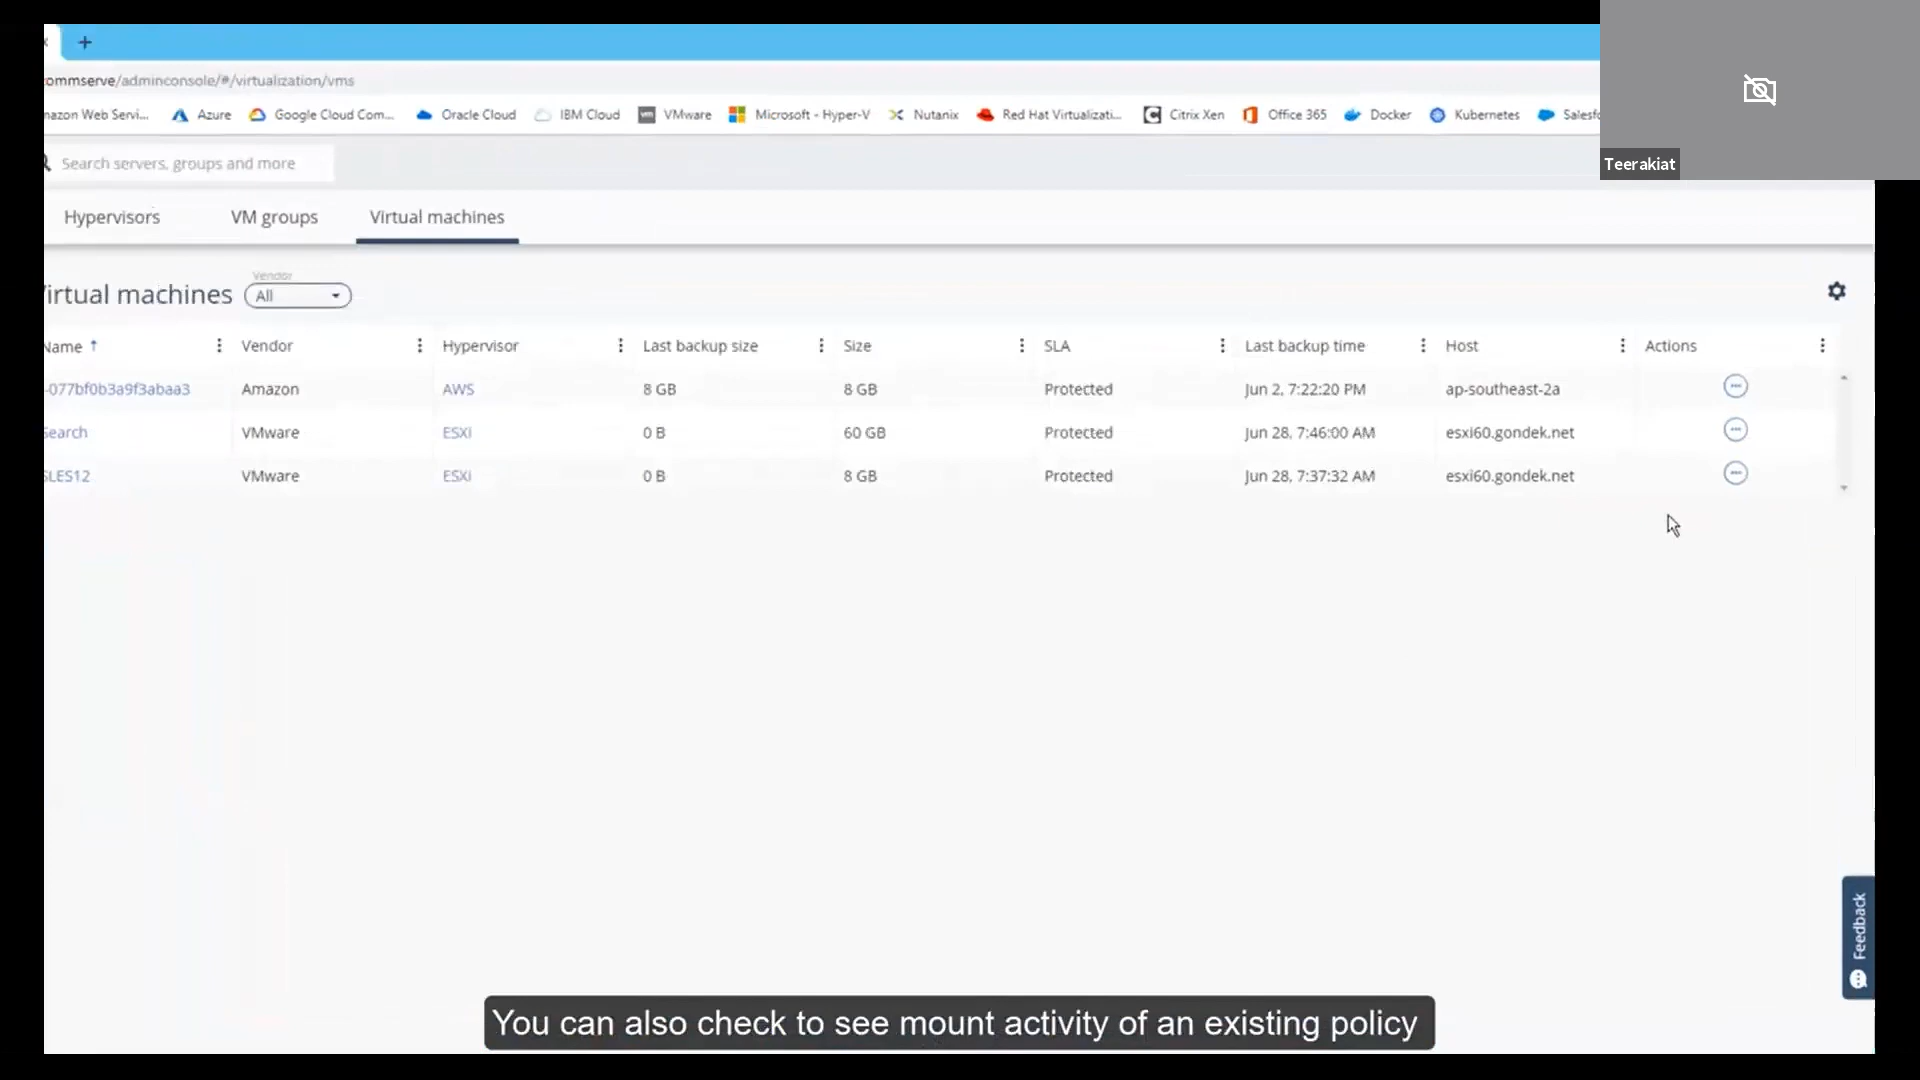 ommserve/adminconsole/#/virtualization/vms
nazon Web Servi... Azure Google Cloud Com... Oracle Cloud IBM Cloud VMware Microsoft - Hyper-V Nutanix Red Hat Virtualizati... Citrix Xen Office 365 Docker Kubernetes Salesfo
Teerakiat
Search servers, groups and more
Hypervisors VM groups Virtual machines
Vendor
irtual machines All
Name ↑ Vendor Hypervisor Last backup size Size SLA Last backup time Host Actions
-077bf0b3a9f3abaa3 Amazon AWS 8 GB 8 GB Protected Jun 2, 7:22:20 PM ap-southeast-2a
Search VMware ESXi 0 B 60 GB Protected Jun 28, 7:46:00 AM esxi60.gondek.net
SLES12 VMware ESXi 0 B 8 GB Protected Jun 28, 7:37:32 AM esxi60.gondek.net
Feedback
You can also check to see mount activity of an existing policy